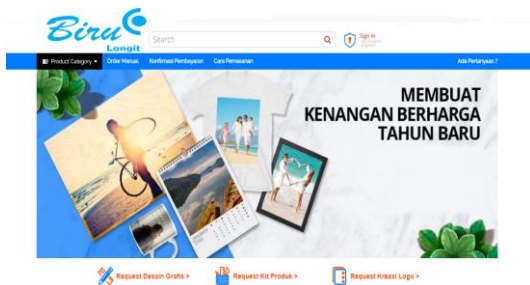 Biru
Langit
Search
Sign In
Product Category
Order Manual
Konfirmasi Pembayaran
Cara Pemesanan
Ada Pertanyaan ?
MEMBUAT
KENANGAN BERHARGA
TAHUN BARU
Request Dessin Grafis >
Request Kit Produk >
Request Kreasi Logo >